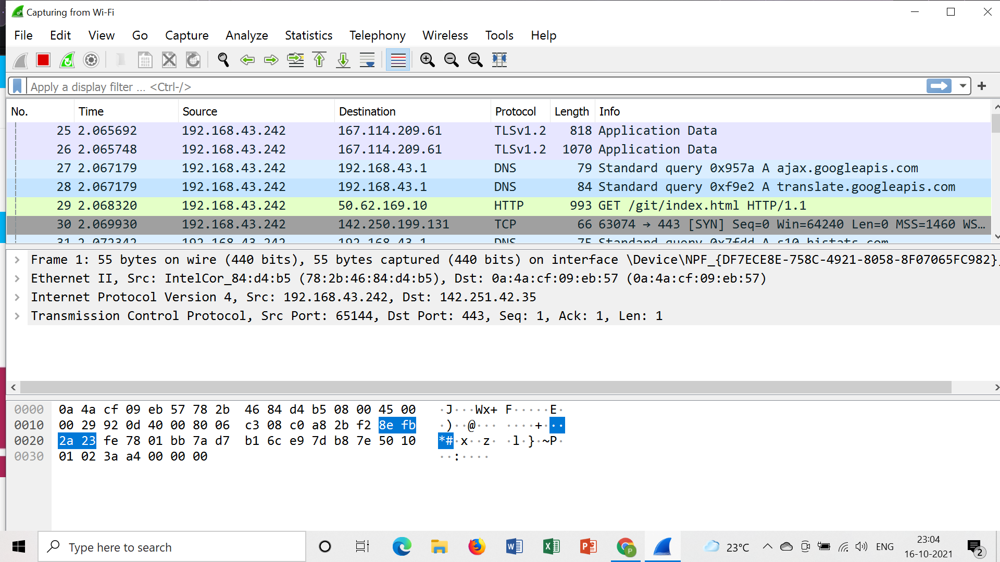 Capturing from Wi-Fi
File Edit View Go Capture Analyze Statistics Telephony Wireless Tools Help
Apply a display filter ... <Ctrl-/>
No. Time Source Destination Protocol Length Info
25 2.065692 192.168.43.242 167.114.209.61 TLSv1.2 818 Application Data
26 2.065748 192.168.43.242 167.114.209.61 TLSv1.2 1070 Application Data
27 2.067179 192.168.43.242 192.168.43.1 DNS 79 Standard query 0x957a A ajax.googleapis.com
28 2.067179 192.168.43.242 192.168.43.1 DNS 84 Standard query 0xf9e2 A translate.googleapis.com
29 2.068320 192.168.43.242 50.62.169.10 HTTP 993 GET /git/index.html HTTP/1.1
30 2.069930 192.168.43.242 142.250.199.131 TCP 66 63074 → 443 [SYN] Seq=0 Win=64240 Len=0 MSS=1460 WS…
31 2.072342 192.168.43.242 192.168.43.1 DNS 75 Standard query 0x7fdd A s10.histats.com
Frame 1: 55 bytes on wire (440 bits), 55 bytes captured (440 bits) on interface \Device\NPF_{DF7ECE8E-758C-4921-8058-8F07065FC982},
Ethernet II, Src: IntelCor_84:d4:b5 (78:2b:46:84:d4:b5), Dst: 0a:4a:cf:09:eb:57 (0a:4a:cf:09:eb:57)
Internet Protocol Version 4, Src: 192.168.43.242, Dst: 142.251.42.35
Transmission Control Protocol, Src Port: 65144, Dst Port: 443, Seq: 1, Ack: 1, Len: 1
0000 0a 4a cf 09 eb 57 78 2b 46 84 d4 b5 08 00 45 00 ·J···Wx+ F·····E·
0010 00 29 92 0d 40 00 80 06 c3 08 c0 a8 2b f2 8e fb ·)··@··· ····+···
0020 2a 23 fe 78 01 bb 7a d7 b1 6c e9 7d b8 7e 50 10 *#·x··z· ·l·}·~P·
0030 01 02 3a a4 00 00 00 ··:····
Type here to search
23°C
ENG
23:04
16-10-2021
2